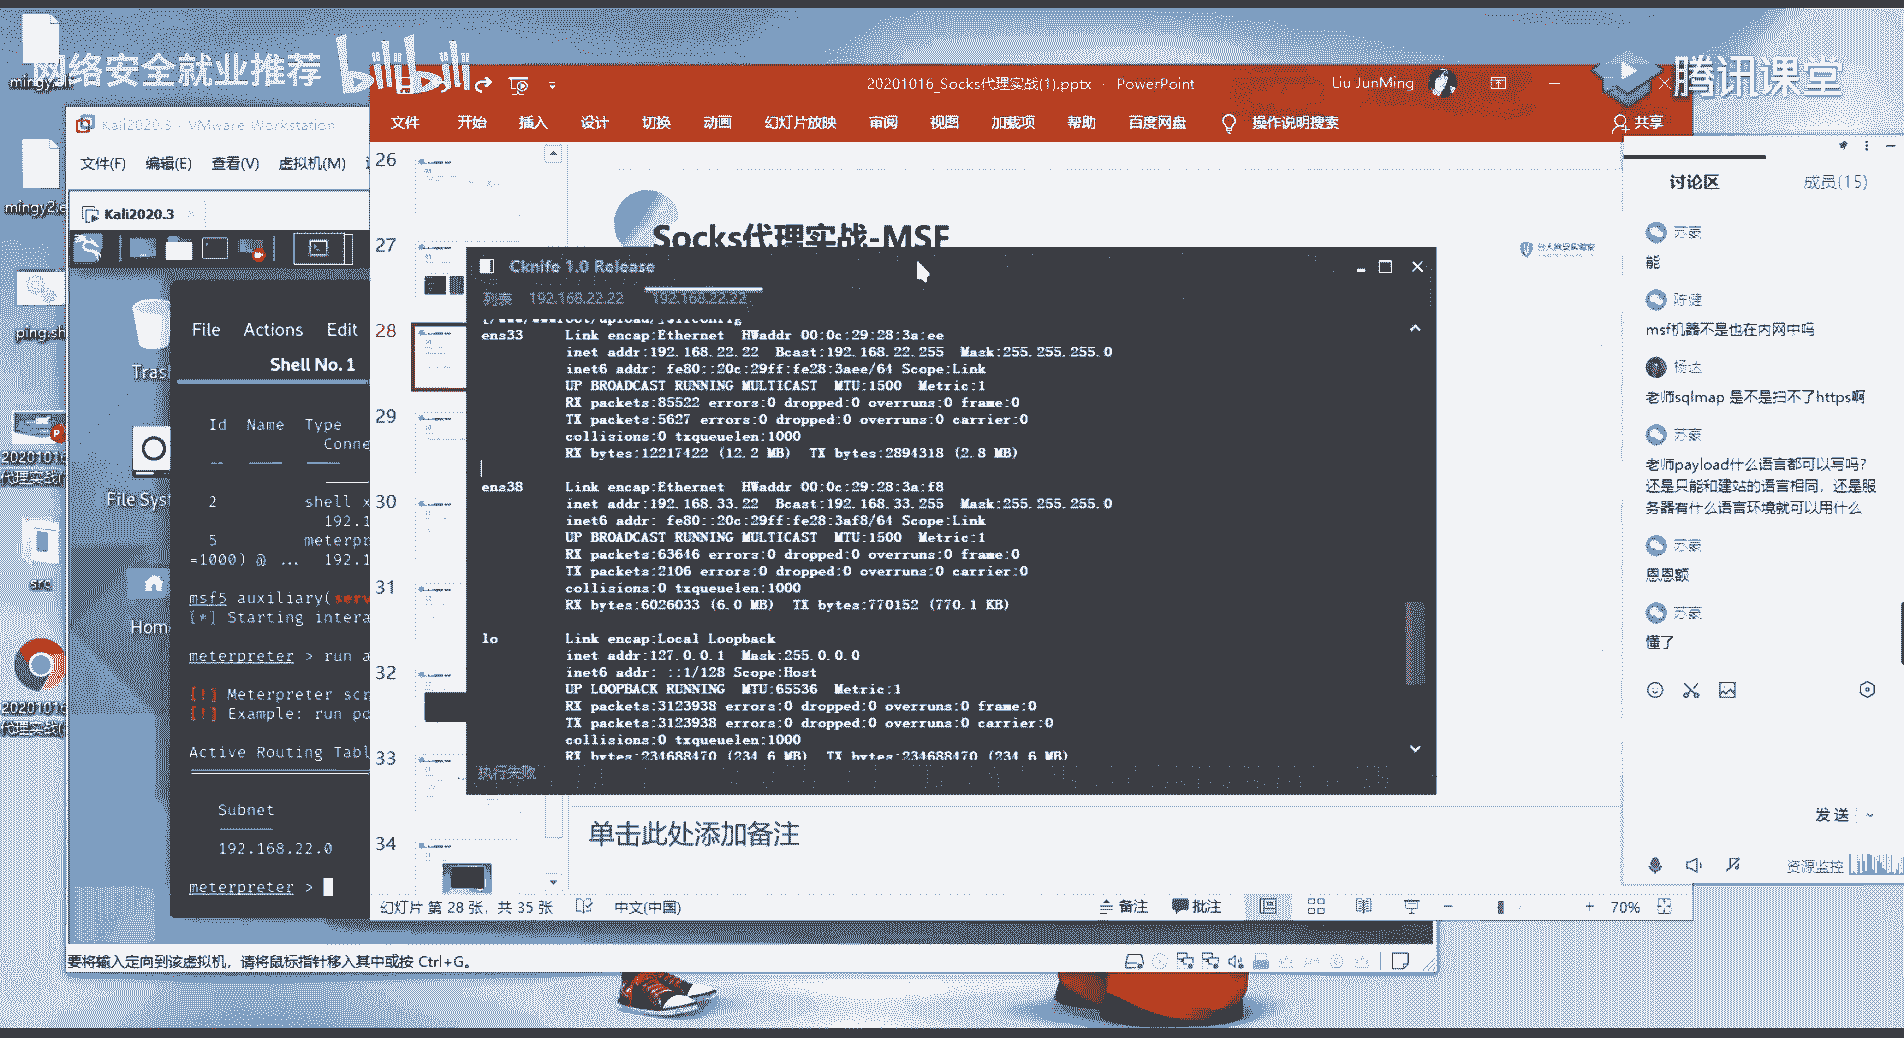 网络安全就业推荐
bilibili
腾讯课堂
20201016_Socks代理实战(1).pptx - PowerPoint
Liu JunMing
文件 开始 插入 设计 切换 动画 幻灯片放映 审阅 视图 加载项 帮助 百度网盘 操作说明搜索 共享
Kali2020.3 - VMware Workstation
文件(F) 编辑(E) 查看(V) 虚拟机(M)
Kali2020.3
ping.sh
src
Trash
File Sys
Home
File Actions Edit
Shell No. 1
Id Name Type
Conne
2 shell x
192.1
5 meterpr
=1000) @ ... 192.1
msf5 auxiliary(serv
[*] Starting intera
meterpreter > run a
[!] Meterpreter scr
[!] Example: run po
Active Routing Tabl
Subnet
192.168.22.0
meterpreter >
要将输入定向到该虚拟机，请将鼠标指针移入其中或按 Ctrl+G。
26
27
28
29
30
31
32
33
34
Socks代理实战-MSF
Cknife 1.0 Release
列表 192.168.22.22 192.168.22.22
[/www/wwwroot/upload/]$ifconfig
ens33 Link encap:Ethernet HWaddr 00:0c:29:28:3a:ee
inet addr:192.168.22.22 Bcast:192.168.22.255 Mask:255.255.255.0
inet6 addr: fe80::20c:29ff:fe28:3aee/64 Scope:Link
UP BROADCAST RUNNING MULTICAST MTU:1500 Metric:1
RX packets:85522 errors:0 dropped:0 overruns:0 frame:0
TX packets:5627 errors:0 dropped:0 overruns:0 carrier:0
collisions:0 txqueuelen:1000
RX bytes:12217422 (12.2 MB) TX bytes:2894318 (2.8 MB)
ens38 Link encap:Ethernet HWaddr 00:0c:29:28:3a:f8
inet addr:192.168.33.22 Bcast:192.168.33.255 Mask:255.255.255.0
inet6 addr: fe80::20c:29ff:fe28:3af8/64 Scope:Link
UP BROADCAST RUNNING MULTICAST MTU:1500 Metric:1
RX packets:63646 errors:0 dropped:0 overruns:0 frame:0
TX packets:2106 errors:0 dropped:0 overruns:0 carrier:0
collisions:0 txqueuelen:1000
RX bytes:6026033 (6.0 MB) TX bytes:770152 (770.1 KB)
lo Link encap:Local Loopback
inet addr:127.0.0.1 Mask:255.0.0.0
inet6 addr: ::1/128 Scope:Host
UP LOOPBACK RUNNING MTU:65536 Metric:1
RX packets:3123938 errors:0 dropped:0 overruns:0 frame:0
TX packets:3123938 errors:0 dropped:0 overruns:0 carrier:0
collisions:0 txqueuelen:1000
RX bytes:234688470 (234.6 MB) TX bytes:234688470 (234.6 MB)
执行失败
单击此处添加备注
幻灯片 第 28 张，共 35 张 中文(中国)
备注 批注 70%
讨论区 成员(15)
苏豪
能
陈健
msf机器不是也在内网中吗
杨达
老师sqlmap 是不是扫不了https啊
苏豪
老师payload什么语言都可以写吗？
还是只能和建站的语言相同，还是服
务器有什么语言环境就可以用什么
苏豪
恩恩额
苏豪
懂了
发送
资源监控